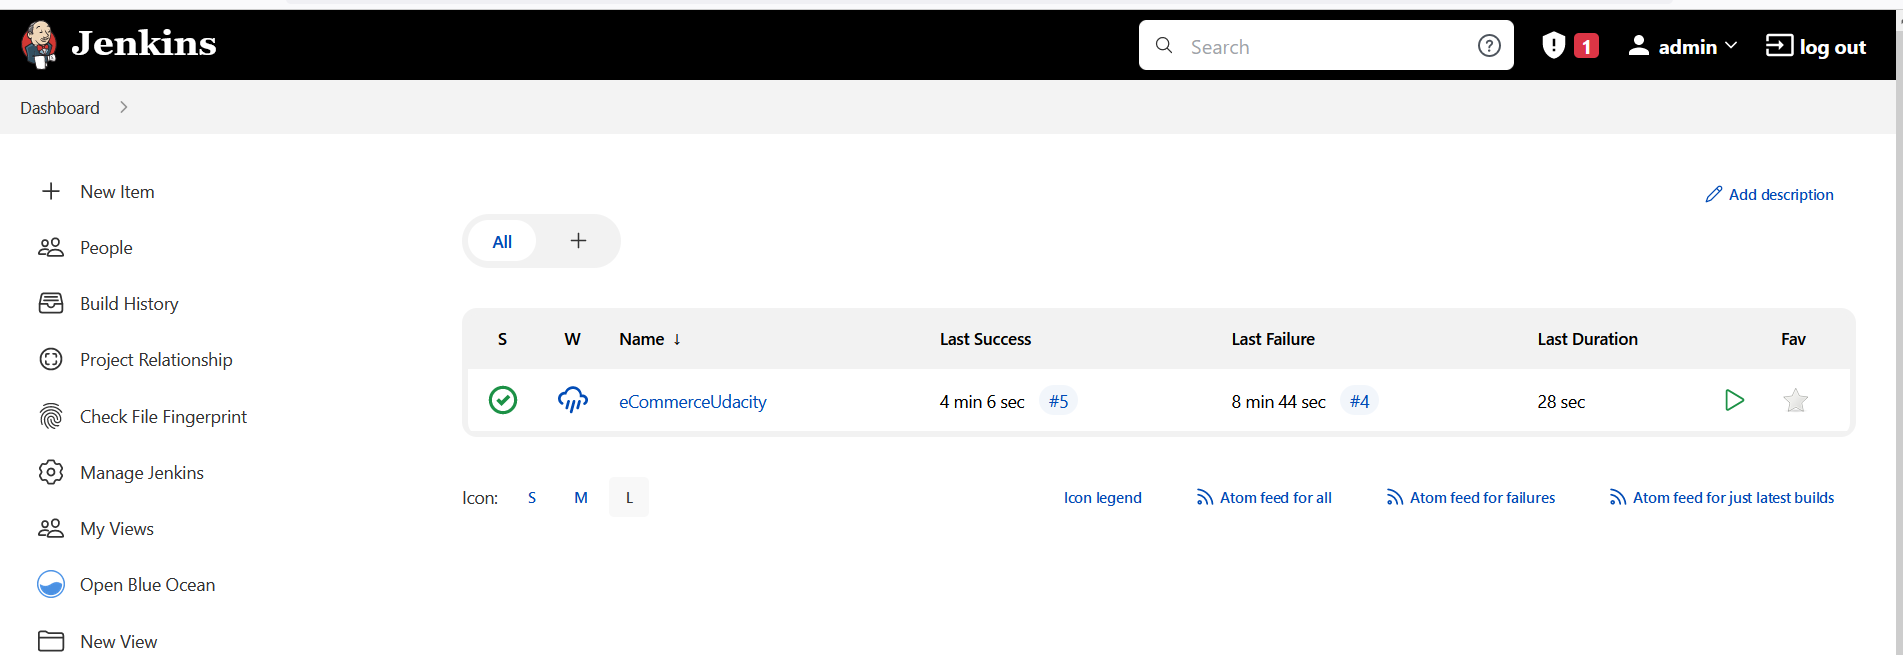 Jenkins
Search
1
admin
log out
Dashboard
New Item
People
Build History
Project Relationship
Check File Fingerprint
Manage Jenkins
My Views
Open Blue Ocean
New View
Add description
All
S W Name ↓ Last Success Last Failure Last Duration Fav
eCommerceUdacity 4 min 6 sec #5 8 min 44 sec #4 28 sec
Icon: S M L
Icon legend Atom feed for all Atom feed for failures Atom feed for just latest builds